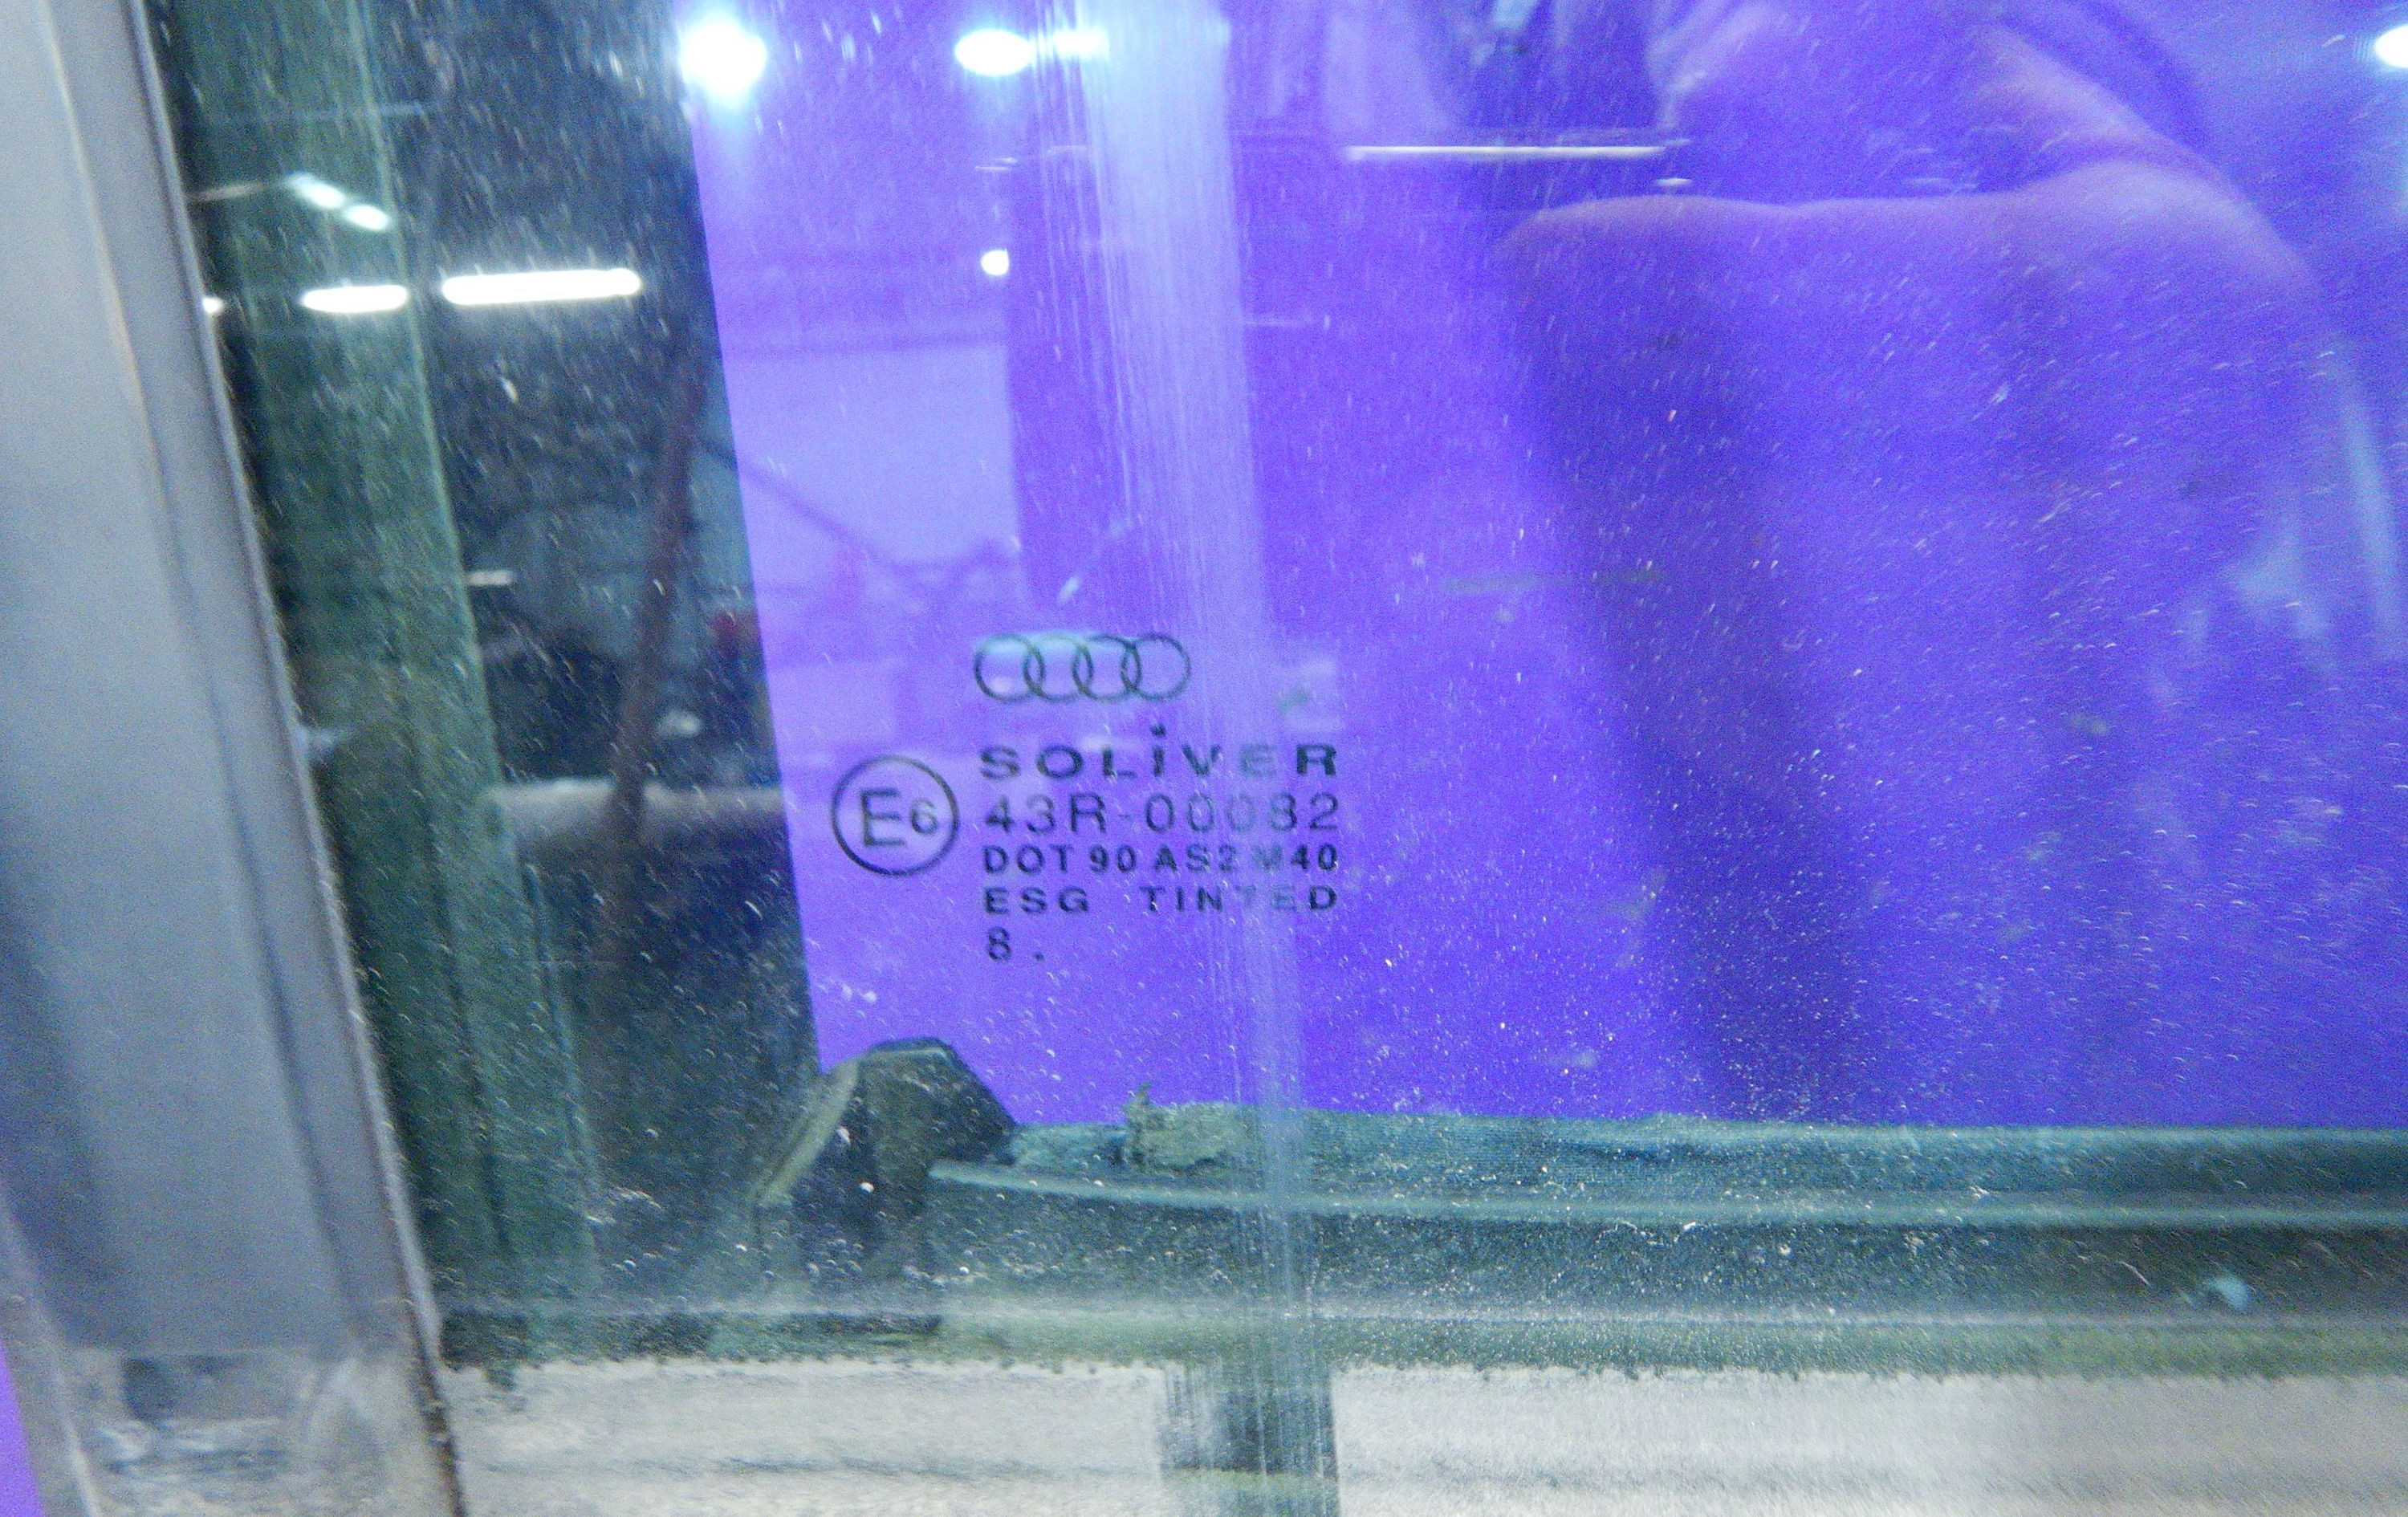 SOLiVER
E6
43R-00082
DOT 90 AS2 M40
ESG TINTED
8.